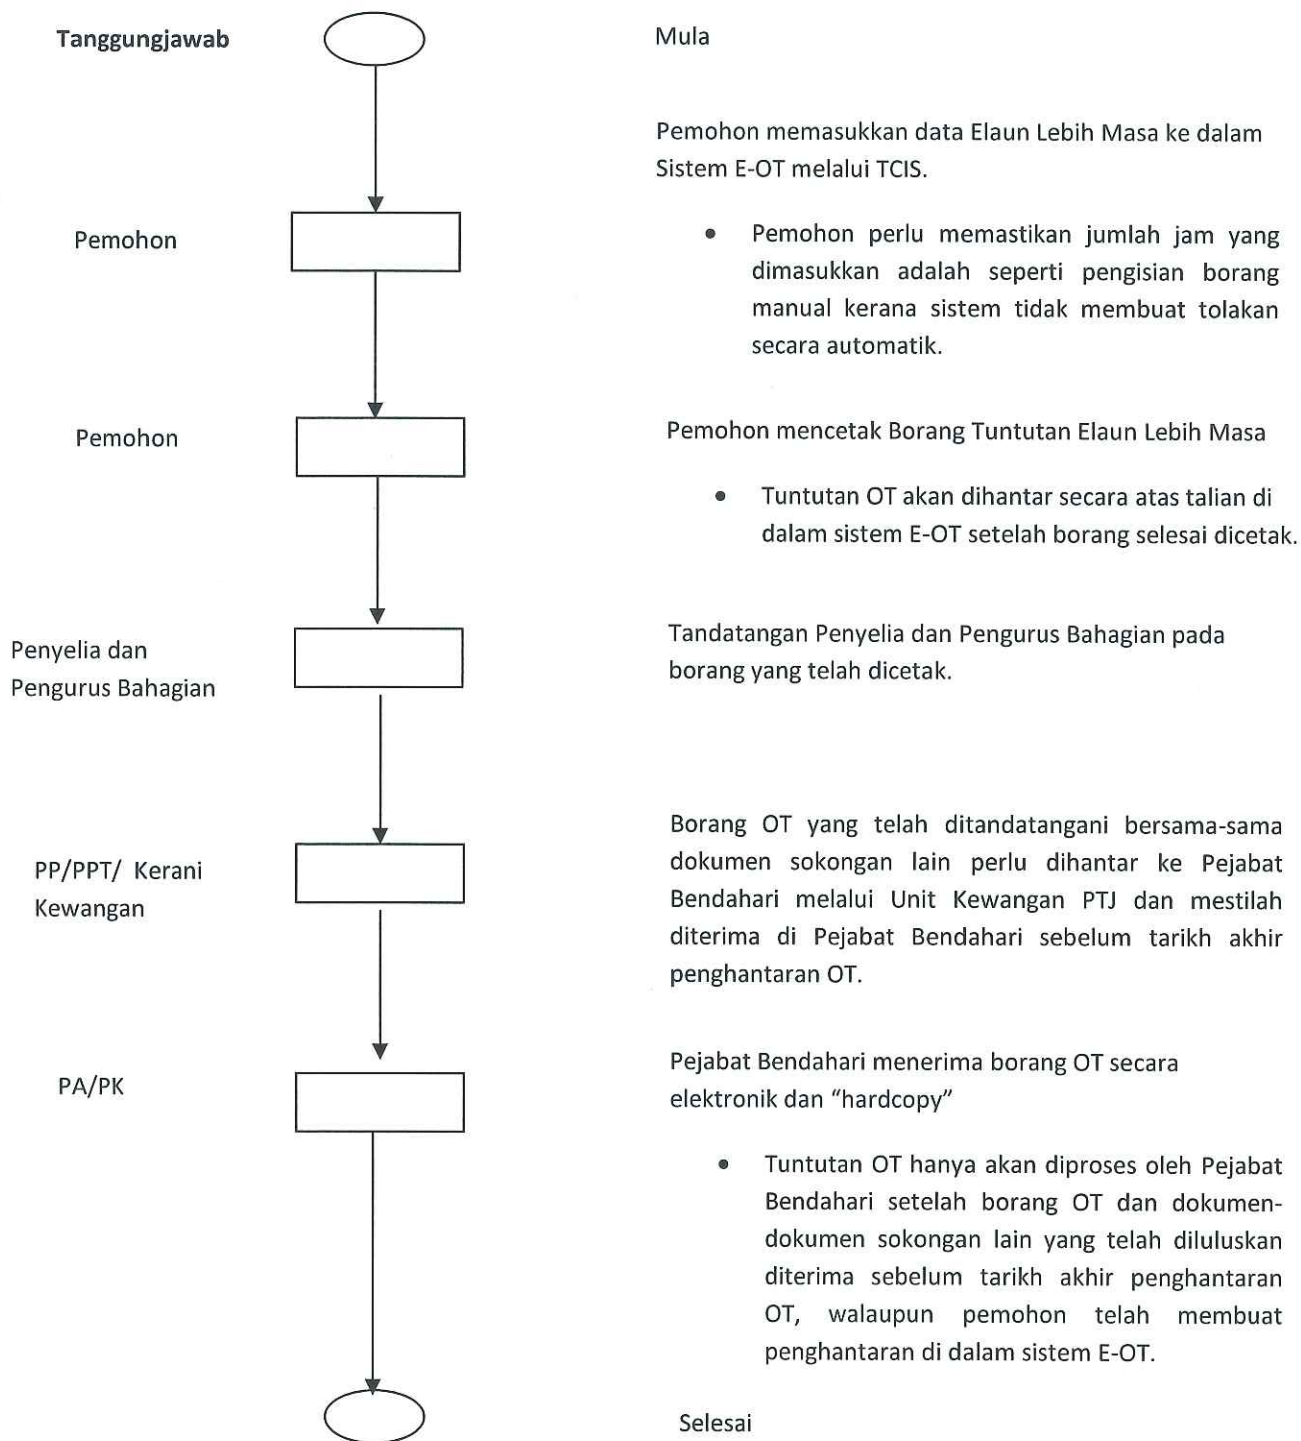 Tanggungjawab
Mula
Pemohon memasukkan data Elaun Lebih Masa ke dalam
Sistem E-OT melalui TCIS.
Pemohon
• Pemohon perlu memastikan jumlah jam yang
dimasukkan adalah seperti pengisian borang
manual kerana sistem tidak membuat tolakan
secara automatik.
Pemohon
Pemohon mencetak Borang Tuntutan Elaun Lebih Masa
• Tuntutan OT akan dihantar secara atas talian di
dalam sistem E-OT setelah borang selesai dicetak.
Penyelia dan
Pengurus Bahagian
Tandatangan Penyelia dan Pengurus Bahagian pada
borang yang telah dicetak.
PP/PPT/ Kerani
Kewangan
Borang OT yang telah ditandatangani bersama-sama
dokumen sokongan lain perlu dihantar ke Pejabat
Bendahari melalui Unit Kewangan PTJ dan mestilah
diterima di Pejabat Bendahari sebelum tarikh akhir
penghantaran OT.
PA/PK
Pejabat Bendahari menerima borang OT secara
elektronik dan “hardcopy”
• Tuntutan OT hanya akan diproses oleh Pejabat
Bendahari setelah borang OT dan dokumen-
dokumen sokongan lain yang telah diluluskan
diterima sebelum tarikh akhir penghantaran
OT, walaupun pemohon telah membuat
penghantaran di dalam sistem E-OT.
Selesai